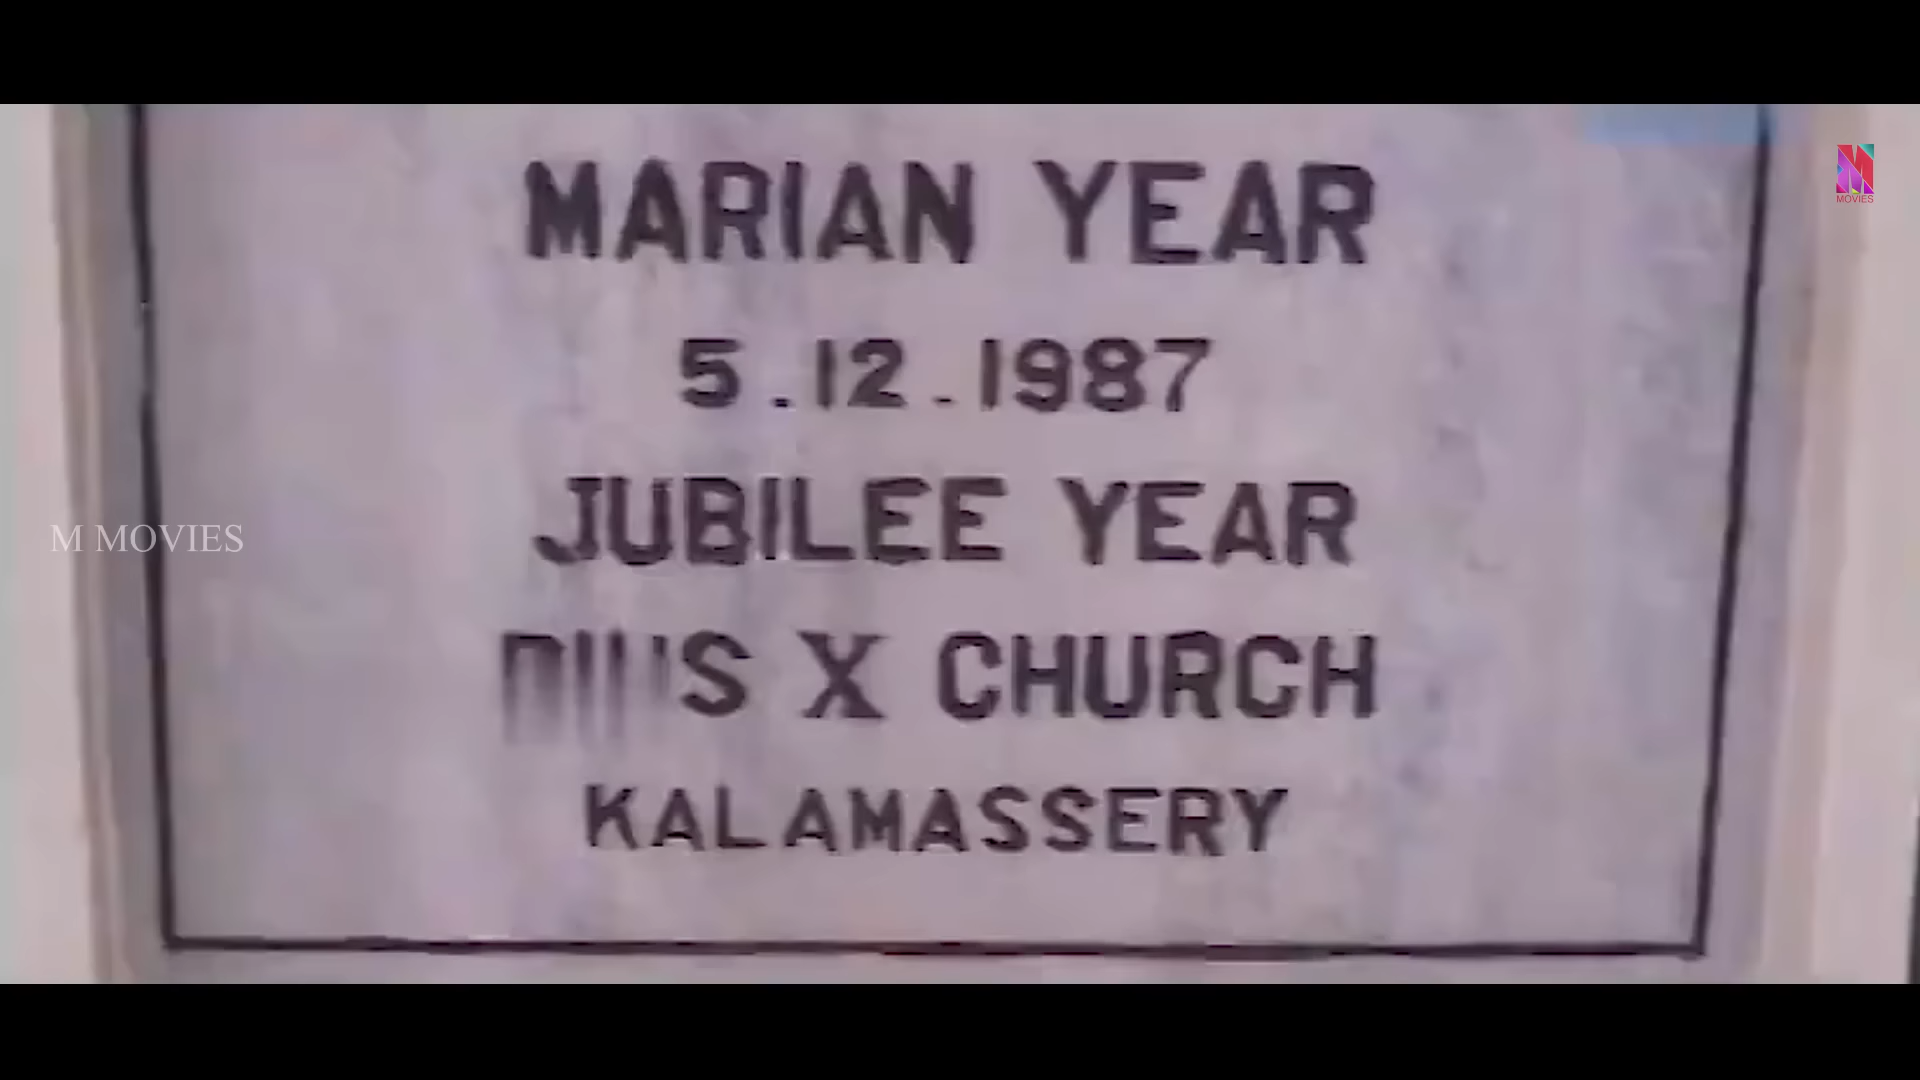 MARIAN YEAR
5.12.1987
JUBILEE YEAR
X CHURCH
KALAMASSERY
M MOVIES
MOVIES